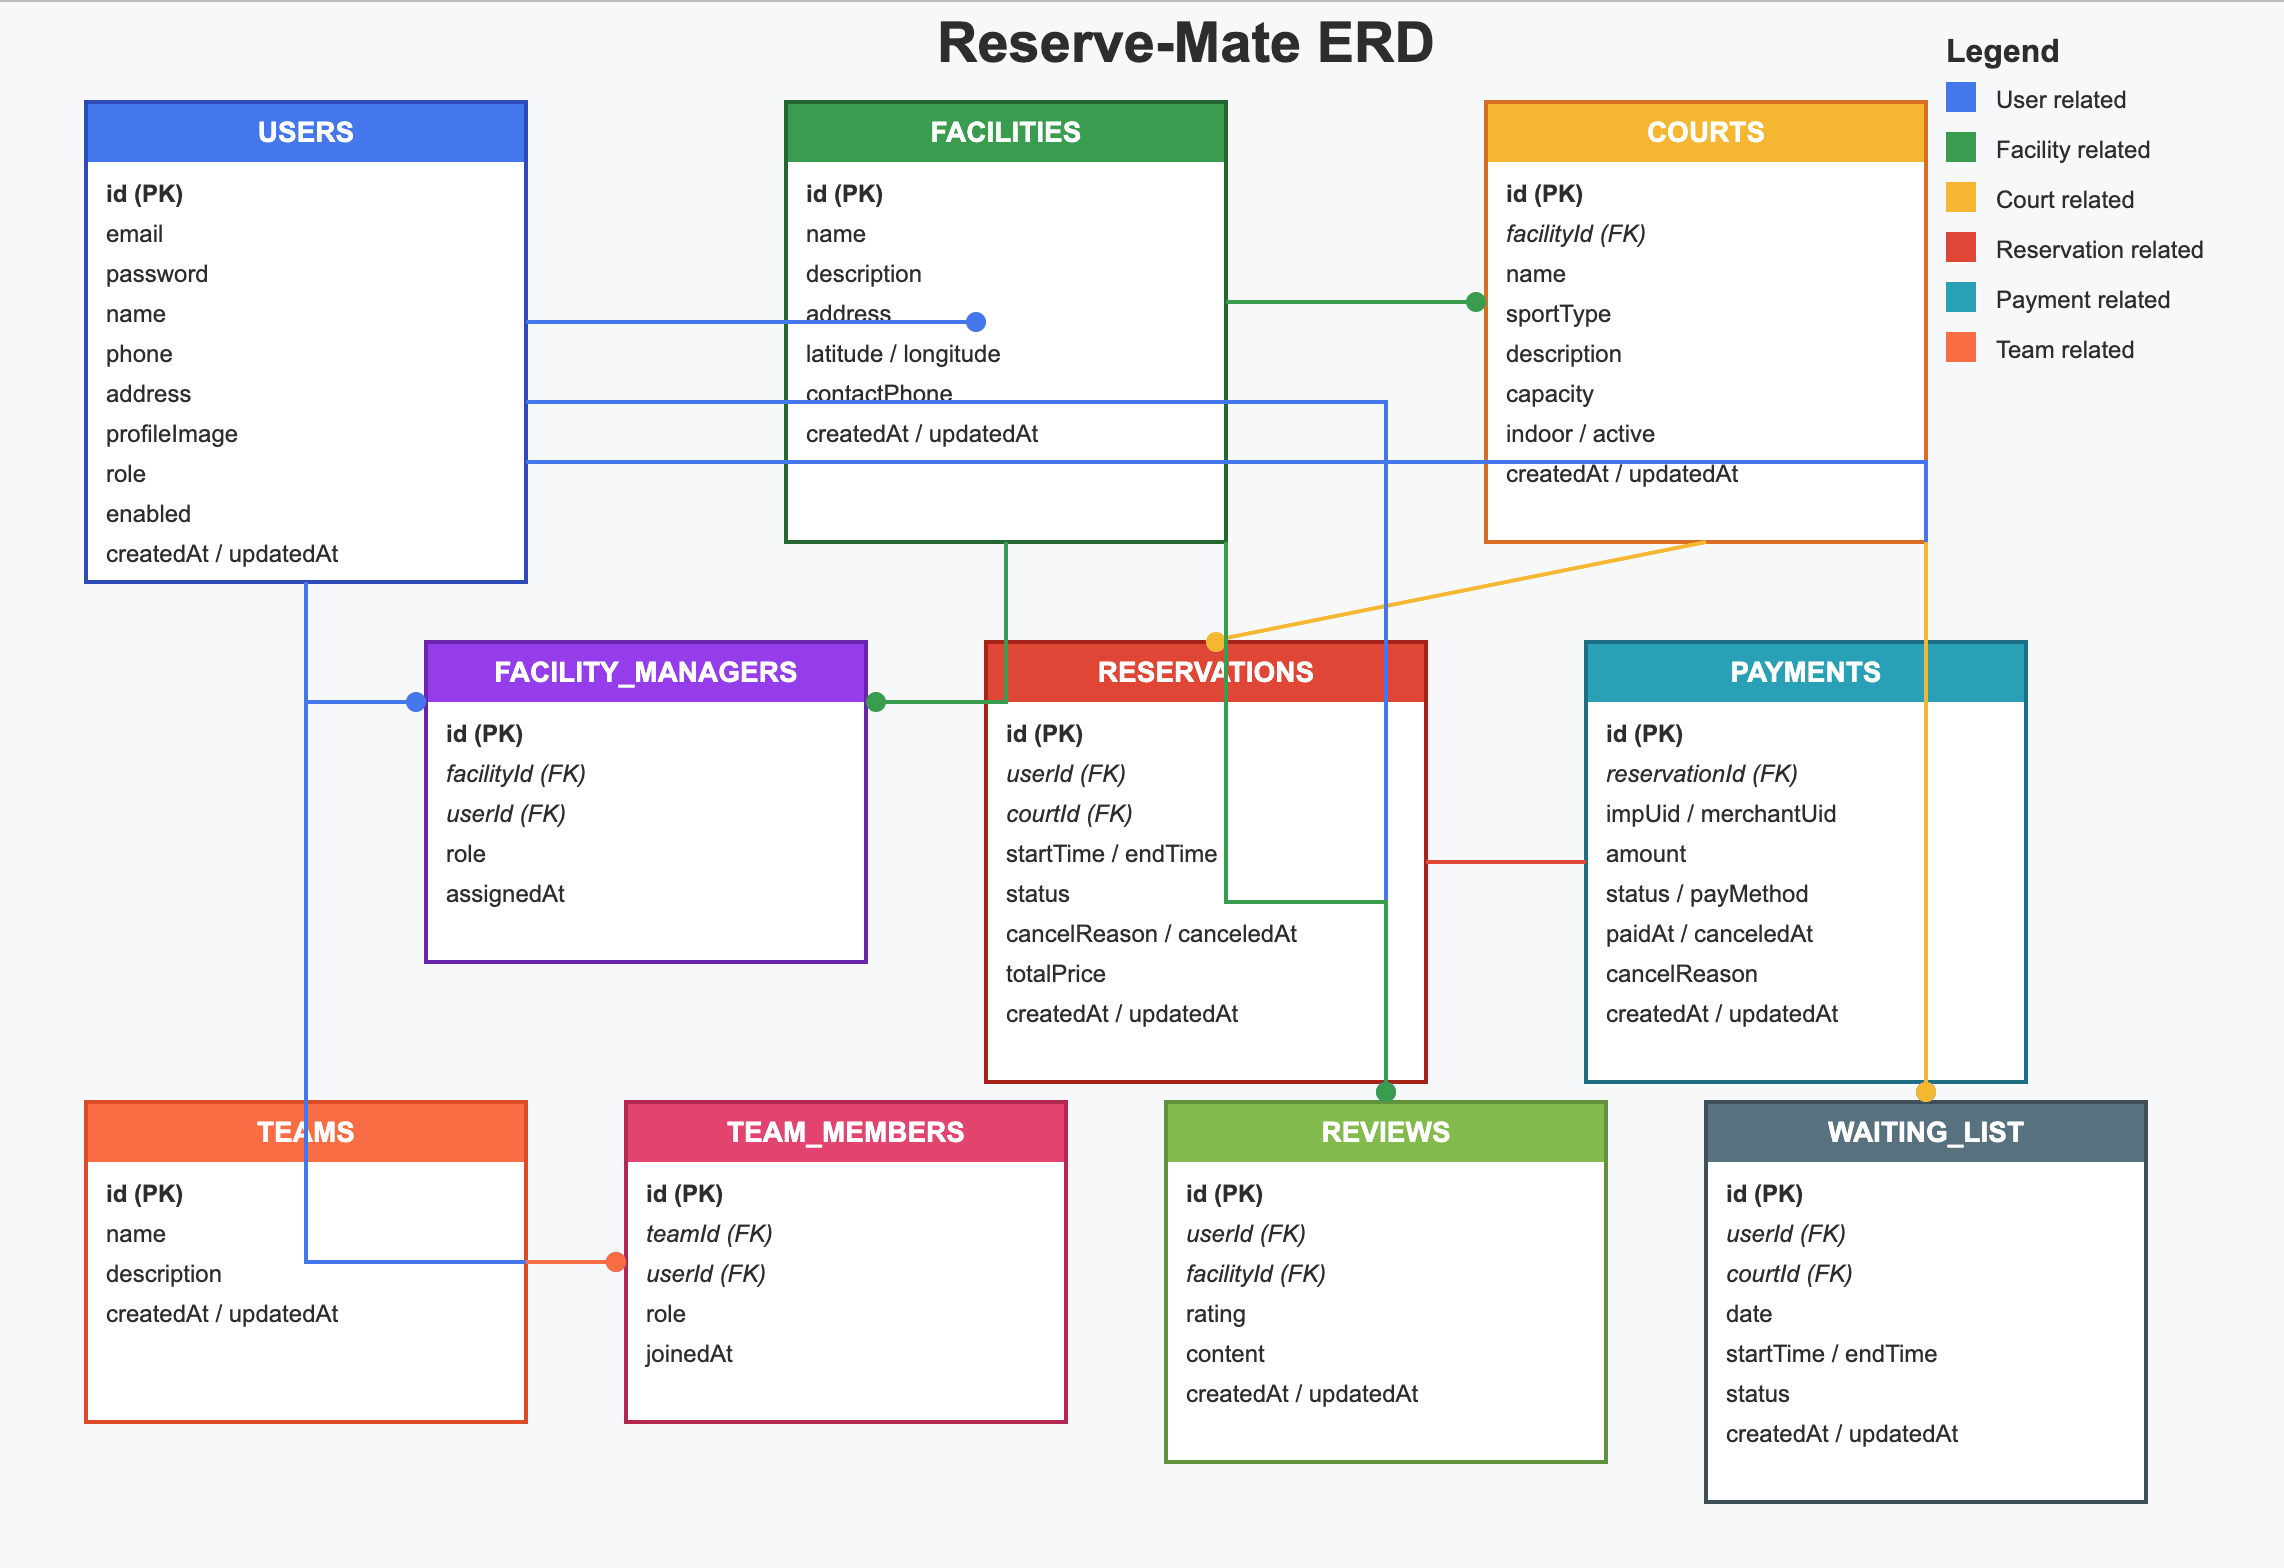 Reserve-Mate ERD
Legend
User related
Facility related
Court related
Reservation related
Payment related
Team related
USERS
id (PK)
email
password
name
phone
address
profileImage
role
enabled
createdAt / updatedAt
FACILITIES
id (PK)
name
description
address
latitude / longitude
contactPhone
createdAt / updatedAt
COURTS
id (PK)
facilityId (FK)
name
sportType
description
capacity
indoor / active
createdAt / updatedAt
FACILITY_MANAGERS
id (PK)
facilityId (FK)
userId (FK)
role
assignedAt
RESERVATIONS
id (PK)
userId (FK)
courtId (FK)
startTime / endTime
status
cancelReason / canceledAt
totalPrice
createdAt / updatedAt
PAYMENTS
id (PK)
reservationId (FK)
impUid / merchantUid
amount
status / payMethod
paidAt / canceledAt
cancelReason
createdAt / updatedAt
TEAMS
id (PK)
name
description
createdAt / updatedAt
TEAM_MEMBERS
id (PK)
teamId (FK)
userId (FK)
role
joinedAt
REVIEWS
id (PK)
userId (FK)
facilityId (FK)
rating
content
createdAt / updatedAt
WAITING_LIST
id (PK)
userId (FK)
courtId (FK)
date
startTime / endTime
status
createdAt / updatedAt